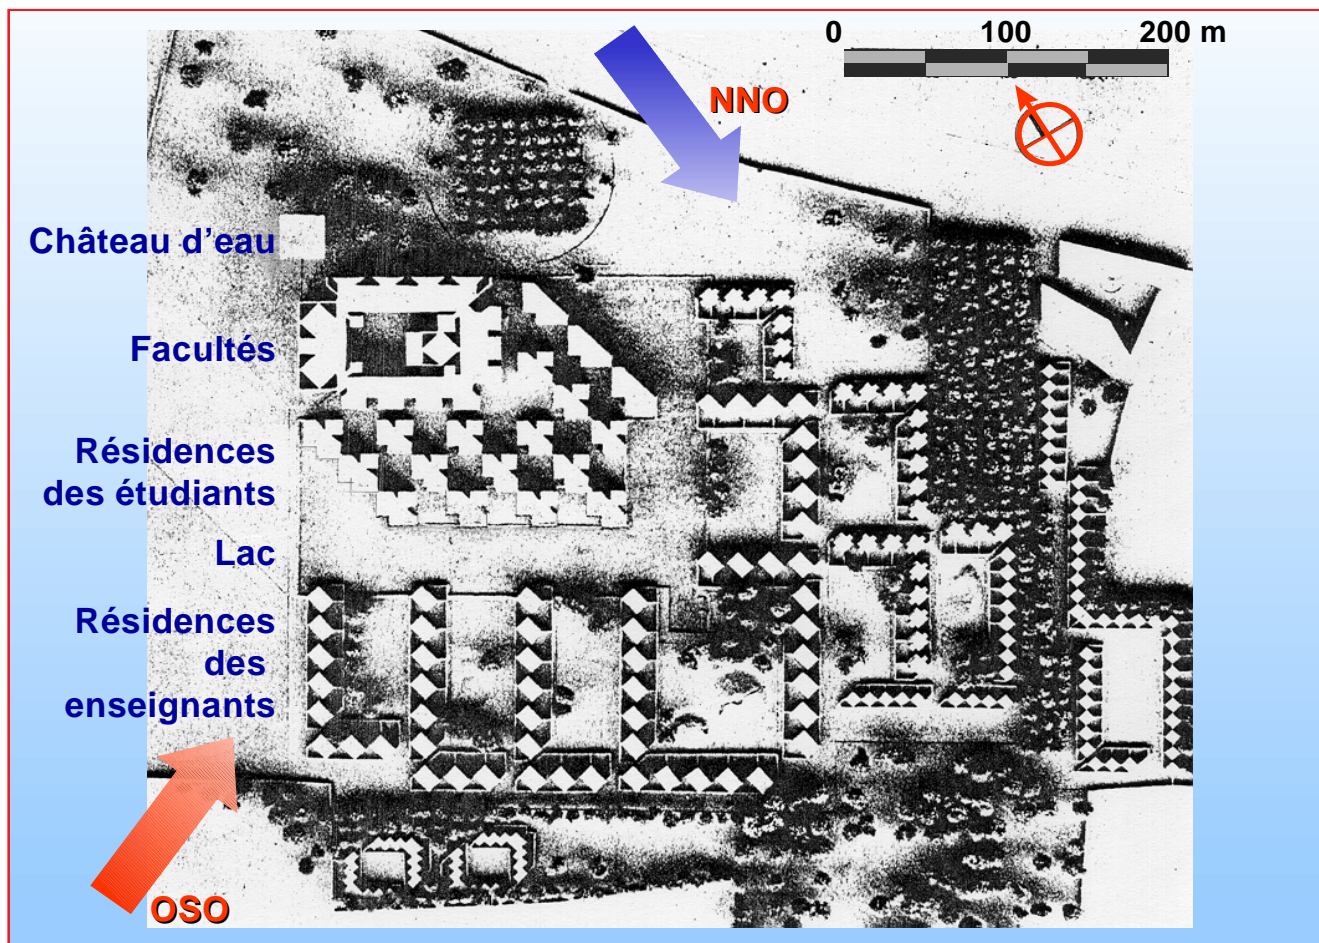 0 100 200 m
NNO
Château d’eau
Facultés
Résidences
des étudiants
Lac
Résidences
des
enseignants
OSO